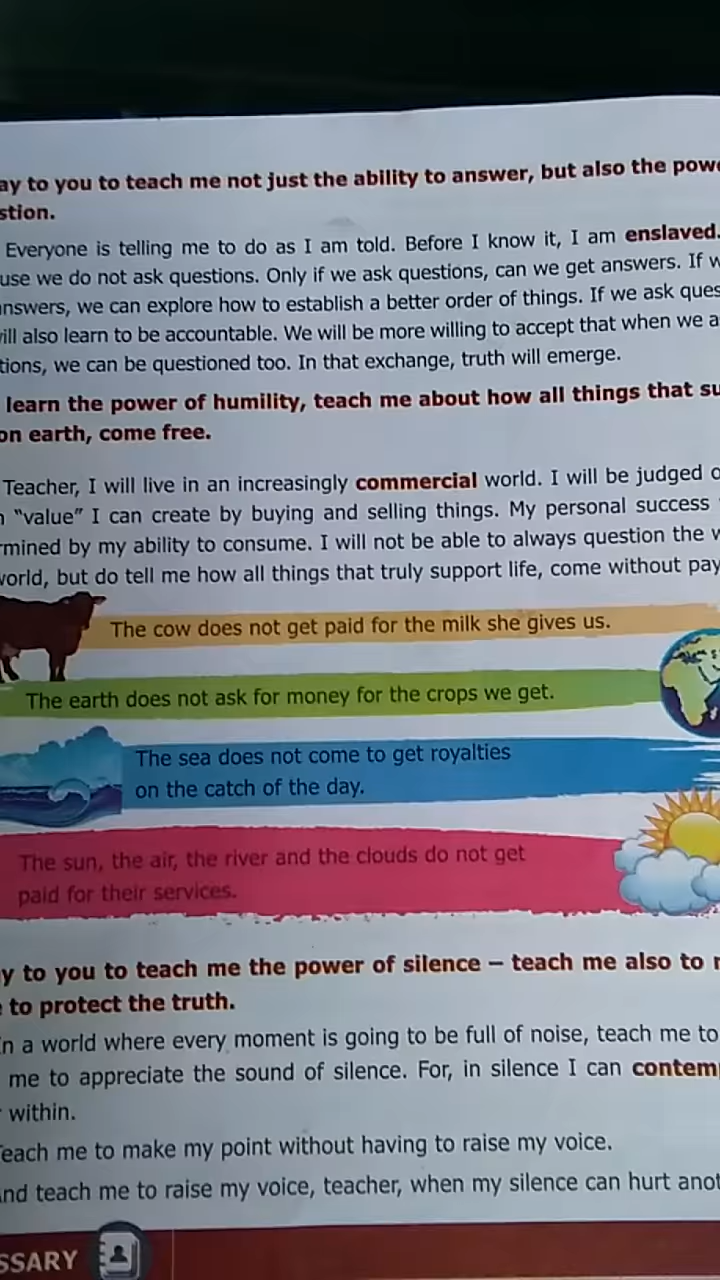 ay to you to teach me not just the ability to answer, but also the powe
stion.
Everyone is telling me to do as I am told. Before I know it, I am enslaved.
use we do not ask questions. Only if we ask questions, can we get answers. If w
nswers, we can explore how to establish a better order of things. If we ask ques
ill also learn to be accountable. We will be more willing to accept that when we a
tions, we can be questioned too. In that exchange, truth will emerge.
learn the power of humility, teach me about how all things that su
on earth, come free.
Teacher, I will live in an increasingly commercial world. I will be judged o
"value" I can create by buying and selling things. My personal success
rmined by my ability to consume. I will not be able to always question the w
world, but do tell me how all things that truly support life, come without pay
The cow does not get paid for the milk she gives us.
The earth does not ask for money for the crops we get.
The sea does not come to get royalties
on the catch of the day.
The sun, the air, the river and the clouds do not get
paid for their services.
y to you to teach me the power of silence – teach me also to r
to protect the truth.
In a world where every moment is going to be full of noise, teach me to
me to appreciate the sound of silence. For, in silence I can contem
within.
Teach me to make my point without having to raise my voice.
And teach me to raise my voice, teacher, when my silence can hurt anot
SSARY